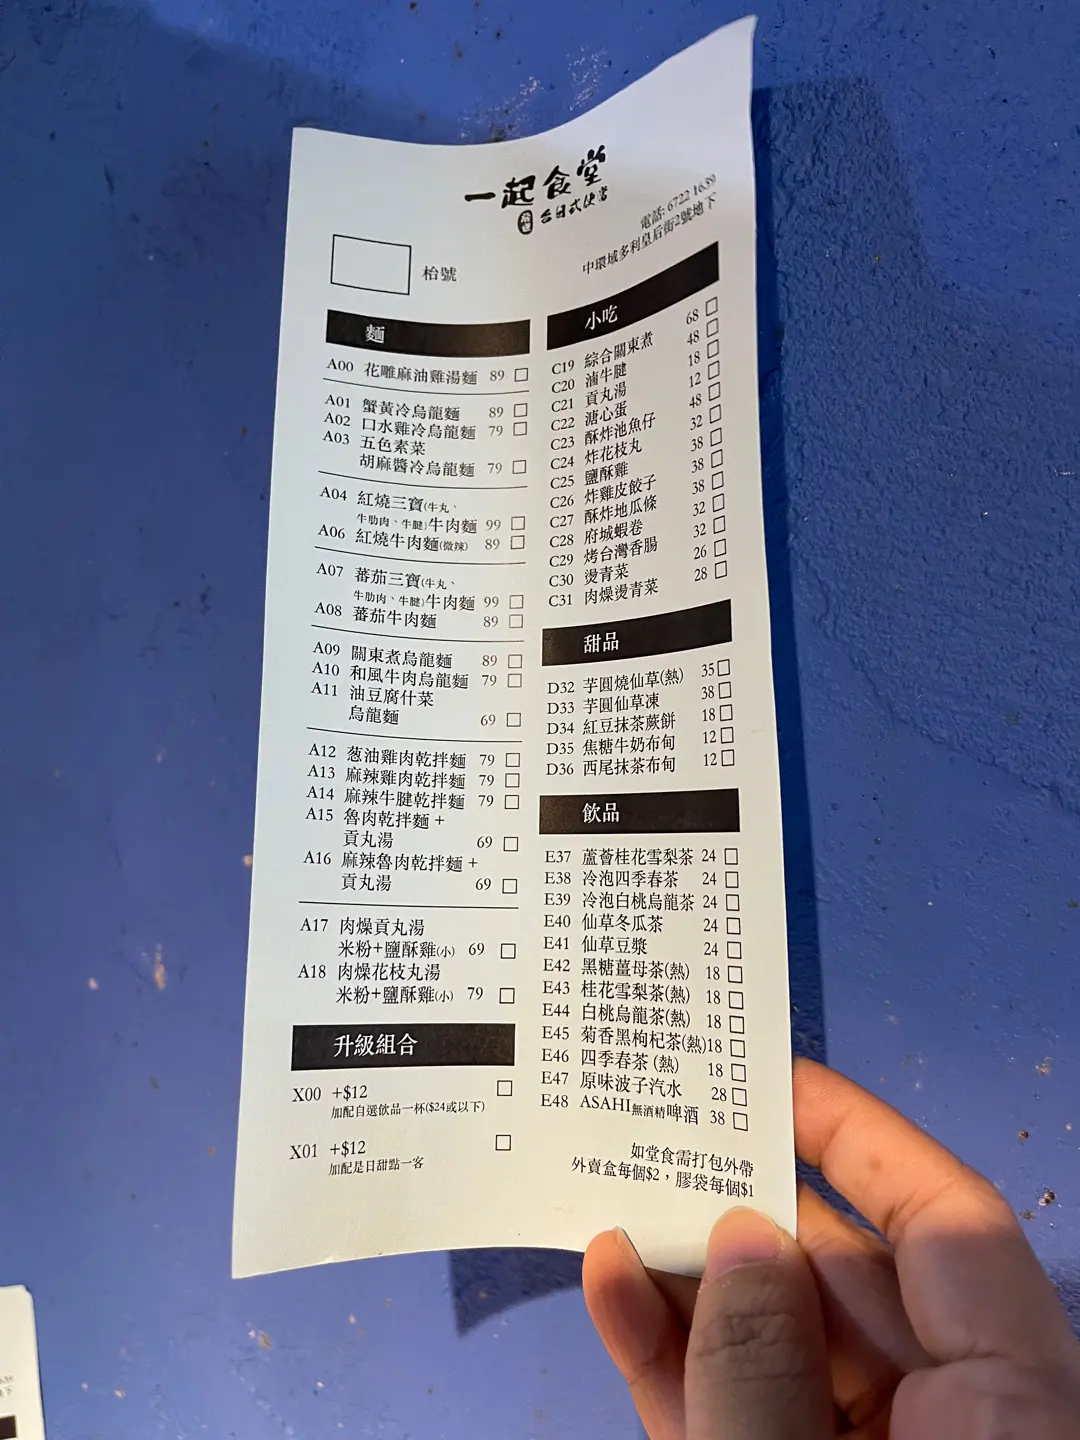 一起食堂
台日式便當
電話: 6722 1639
中環域多利皇后街2號地下
枱號
麵
A00 花雕麻油雞湯麵 89
A01 蟹黃冷烏龍麵 89
A02 口水雞冷烏龍麵 79
A03 五色素菜
胡麻醬冷烏龍麵 79
A04 紅燒三寶(牛丸、
牛肋肉、牛腱)牛肉麵 99
A06 紅燒牛肉麵(微辣) 89
A07 蕃茄三寶(牛丸、
牛肋肉、牛腱)牛肉麵 99
A08 蕃茄牛肉麵 89
A09 關東煮烏龍麵 89
A10 和風牛肉烏龍麵 79
A11 油豆腐什菜
烏龍麵 69
A12 葱油雞肉乾拌麵 79
A13 麻辣雞肉乾拌麵 79
A14 麻辣牛腱乾拌麵 79
A15 魯肉乾拌麵 +
貢丸湯 69
A16 麻辣魯肉乾拌麵 +
貢丸湯 69
A17 肉燥貢丸湯
米粉+鹽酥雞(小) 69
A18 肉燥花枝丸湯
米粉+鹽酥雞(小) 79
升級組合
X00 +$12
加配自選飲品一杯($24或以下)
X01 +$12
加配是日甜點一客
小吃
C19 綜合關東煮 68
C20 滷牛腱 48
C21 貢丸湯 18
C22 溏心蛋 12
C23 酥炸池魚仔 48
C24 炸花枝丸 32
C25 鹽酥雞 38
C26 炸雞皮餃子 38
C27 酥炸地瓜條 38
C28 府城蝦卷 32
C29 烤台灣香腸 32
C30 燙青菜 26
C31 肉燥燙青菜 28
甜品
D32 芋圓燒仙草(熱) 35
D33 芋圓仙草凍 38
D34 紅豆抹茶蕨餅 18
D35 焦糖牛奶布甸 12
D36 西尾抹茶布甸 12
飲品
E37 蘆薈桂花雪梨茶 24
E38 冷泡四季春茶 24
E39 冷泡白桃烏龍茶 24
E40 仙草冬瓜茶 24
E41 仙草豆漿 24
E42 黑糖薑母茶(熱) 18
E43 桂花雪梨茶(熱) 18
E44 白桃烏龍茶(熱) 18
E45 菊香黑枸杞茶(熱) 18
E46 四季春茶 (熱) 18
E47 原味波子汽水 28
E48 ASAHI無酒精啤酒 38
如堂食需打包外帶
外賣盒每個$2，膠袋每個$1